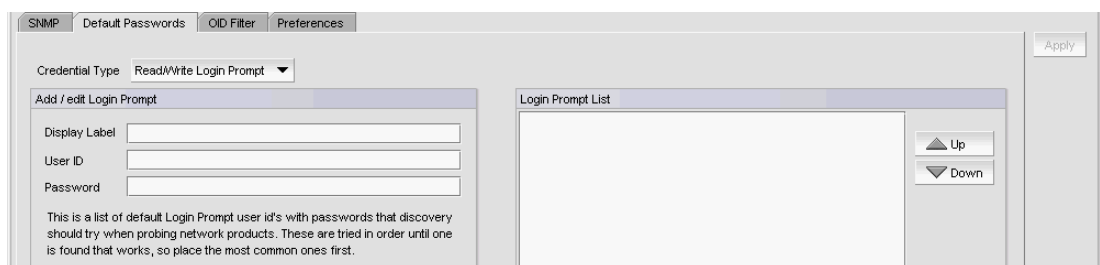 SNMP Default Passwords OID Filter Preferences
Apply
Credential Type Read/Write Login Prompt
Add / edit Login Prompt
Display Label
User ID
Password
This is a list of default Login Prompt user id's with passwords that discovery
should try when probing network products. These are tried in order until one
is found that works, so place the most common ones first.
Login Prompt List
Up
Down